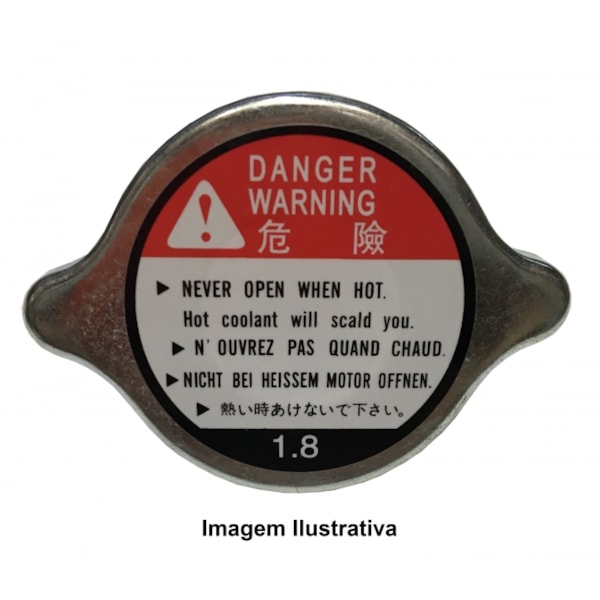 DANGER
WARNING
危 險
▶ NEVER OPEN WHEN HOT.
Hot coolant will scald you.
▶ N'OUVREZ PAS QUAND CHAUD.
▶ NICHT BEI HEISSEM MOTOR OFFNEN.
▶ 熱い時あけないで下さい。
1.8
Imagem Ilustrativa